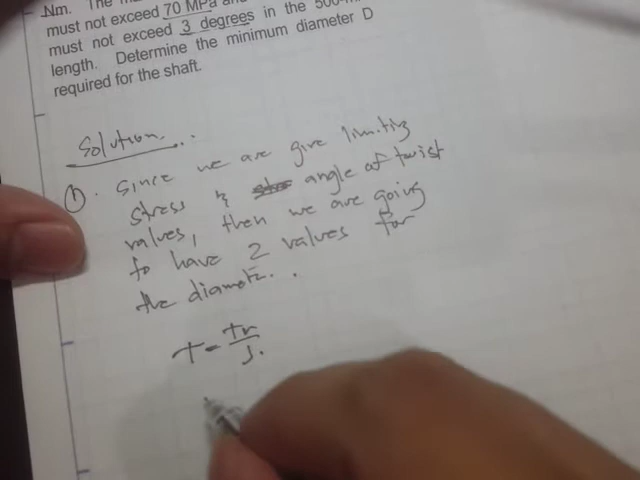 Nm. The
must not exceed 70 MPa and
must not exceed 3 degrees in the 500-m
length. Determine the minimum diameter D
required for the shaft.
Solution...
①. Since we are give limiting
stress & angle of twist
values, then we are going
to have 2 values for
the diameter..
τ = Tr
J.